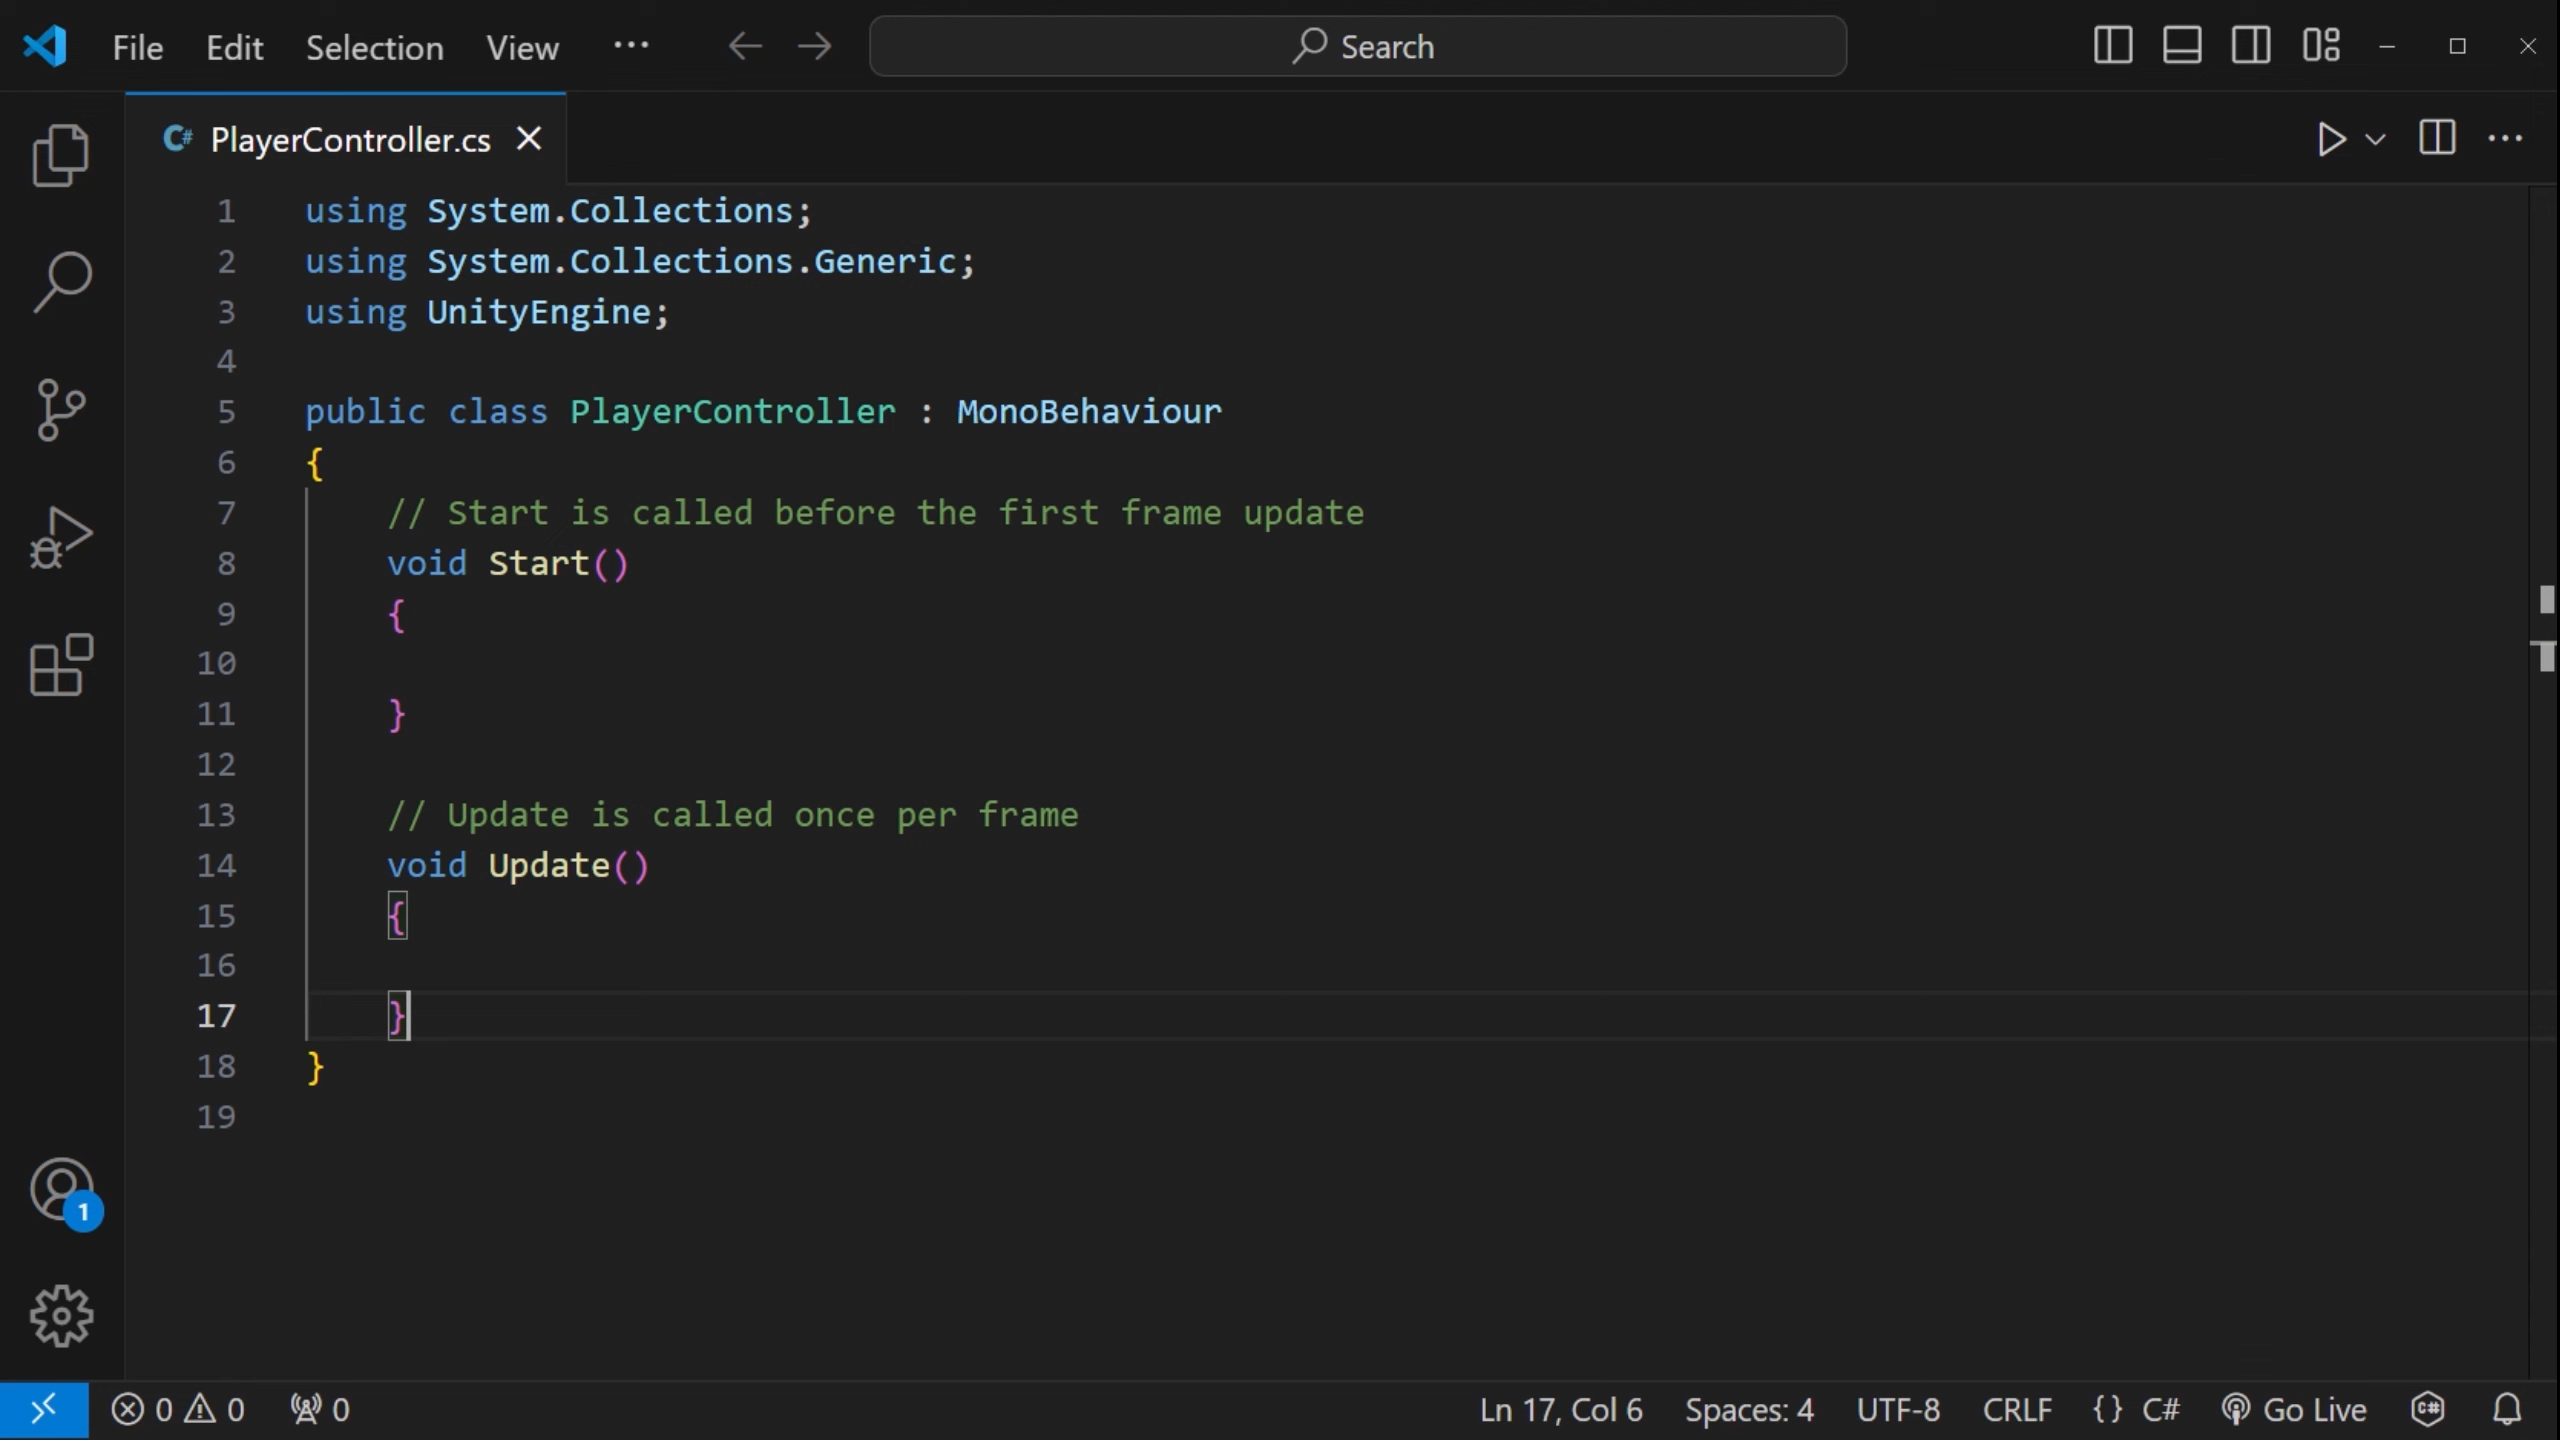 File Edit Selection View ··· Search
C# PlayerController.cs
1 using System.Collections;
2 using System.Collections.Generic;
3 using UnityEngine;
4
5 public class PlayerController : MonoBehaviour
6 {
7 // Start is called before the first frame update
8 void Start()
9 {
10
11 }
12
13 // Update is called once per frame
14 void Update()
15 {
16
17 }
18 }
19
1
0 0 0 Ln 17, Col 6 Spaces: 4 UTF-8 CRLF {} C# Go Live C#